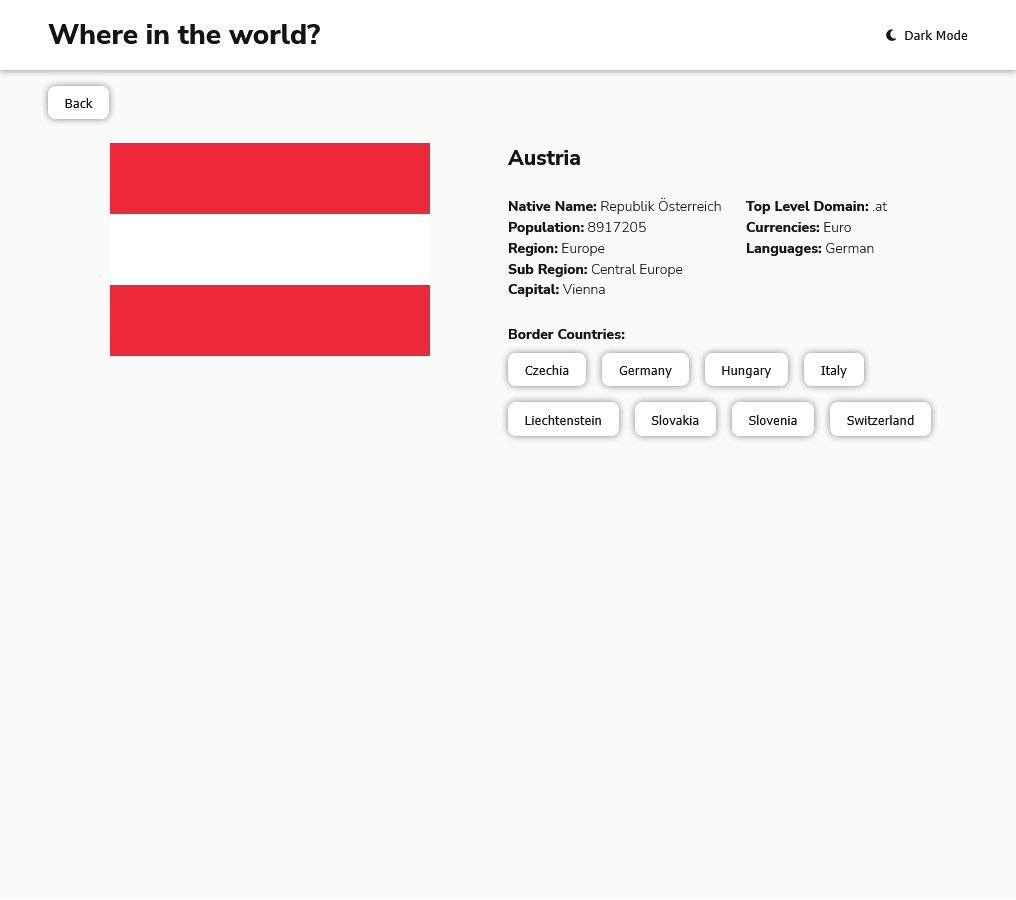 Where in the world?
Dark Mode
Back
Austria
Native Name: Republik Österreich
Population: 8917205
Region: Europe
Sub Region: Central Europe
Capital: Vienna
Top Level Domain: .at
Currencies: Euro
Languages: German
Border Countries:
Czechia Germany Hungary Italy
Liechtenstein Slovakia Slovenia Switzerland